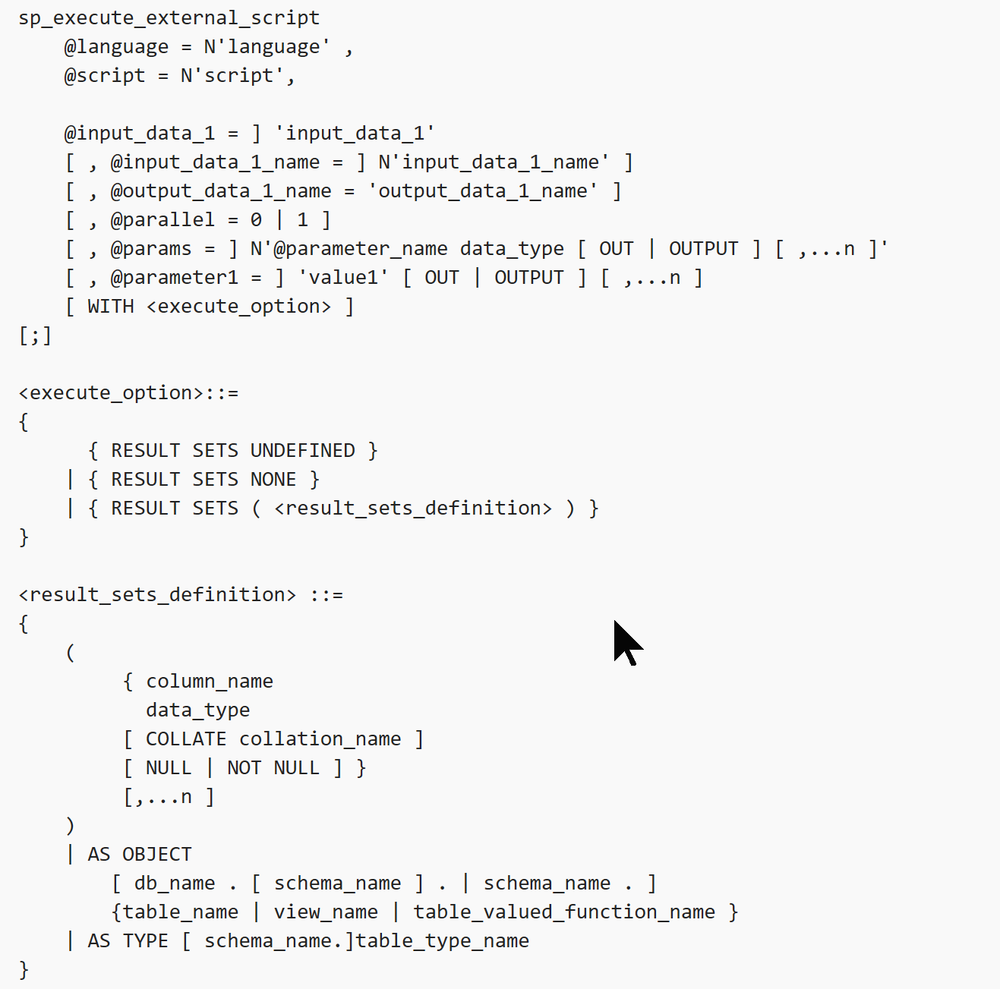 sp_execute_external_script
@language = N'language' ,
@script = N'script',
@input_data_1 = ] 'input_data_1'
[ , @input_data_1_name = ] N'input_data_1_name' ]
[ , @output_data_1_name = 'output_data_1_name' ]
[ , @parallel = 0 | 1 ]
[ , @params = ] N'@parameter_name data_type [ OUT | OUTPUT ] [ ,...n ]'
[ , @parameter1 = ] 'value1' [ OUT | OUTPUT ] [ ,...n ]
[ WITH <execute_option> ]
[;]
<execute_option>::=
{
{ RESULT SETS UNDEFINED }
| { RESULT SETS NONE }
| { RESULT SETS ( <result_sets_definition> ) }
}
<result_sets_definition> ::=
{
(
{ column_name
data_type
[ COLLATE collation_name ]
[ NULL | NOT NULL ] }
[,...n ]
)
| AS OBJECT
[ db_name . [ schema_name ] . | schema_name . ]
{table_name | view_name | table_valued_function_name }
| AS TYPE [ schema_name.]table_type_name
}